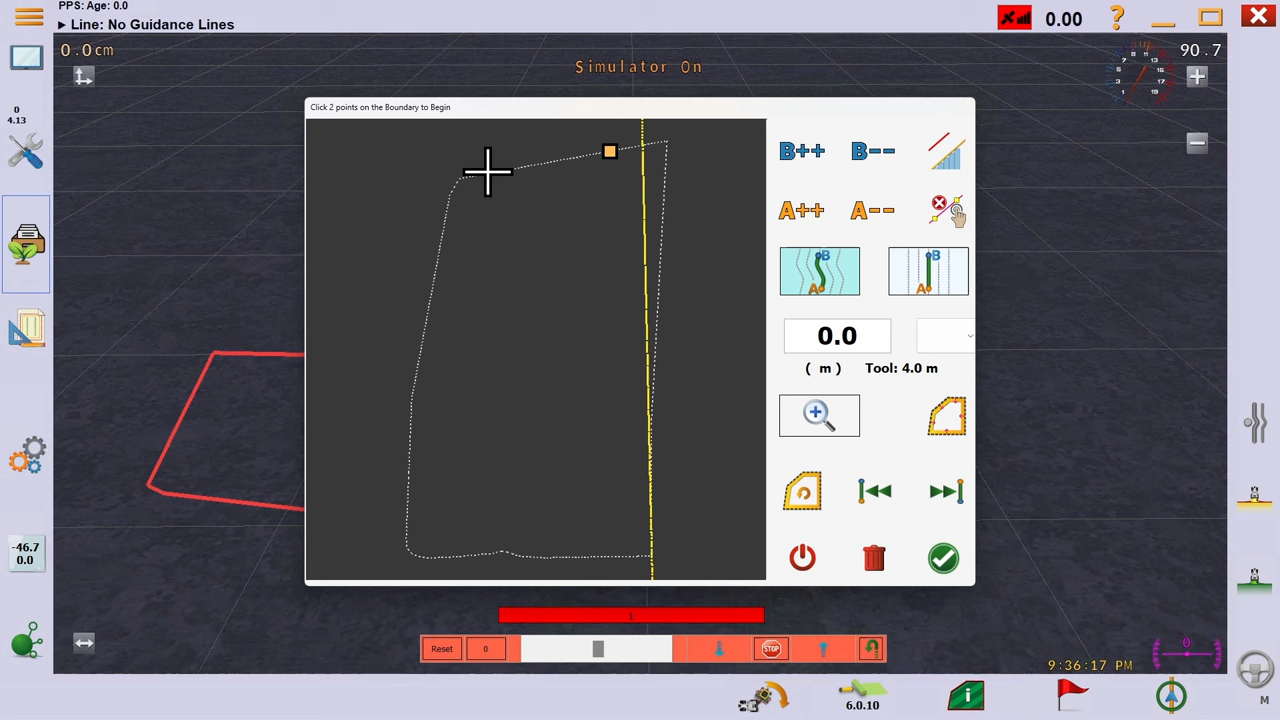 PPS: Age: 0.0
▸ Line: No Guidance Lines
0.00
?
0.0cm
Simulator On
90.7
Click 2 points on the Boundary to Begin
0
4.13
B++
B--
A++
A--
B
A
B
A
0.0
( m )
Tool: 4.0 m
-46.7
0.0
Reset
0
STOP
0
9:36:17 PM
6.0.10
i
M